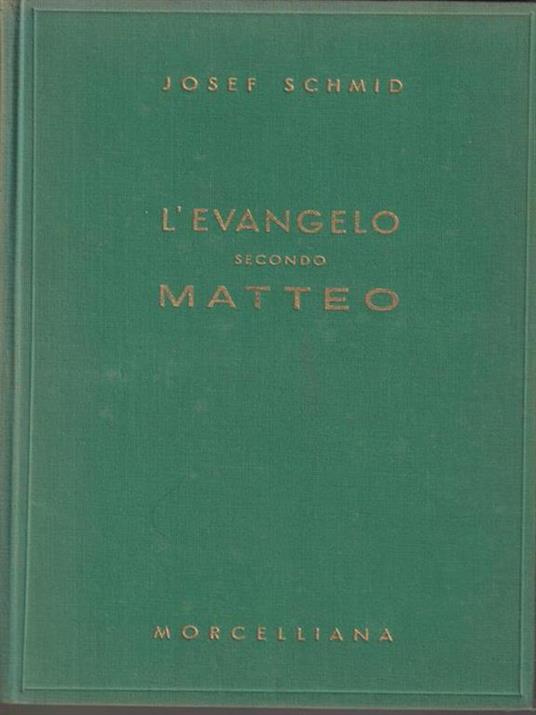 JOSEF SCHMID
L'EVANGELO
SECONDO
MATTEO
MORCELLIANA